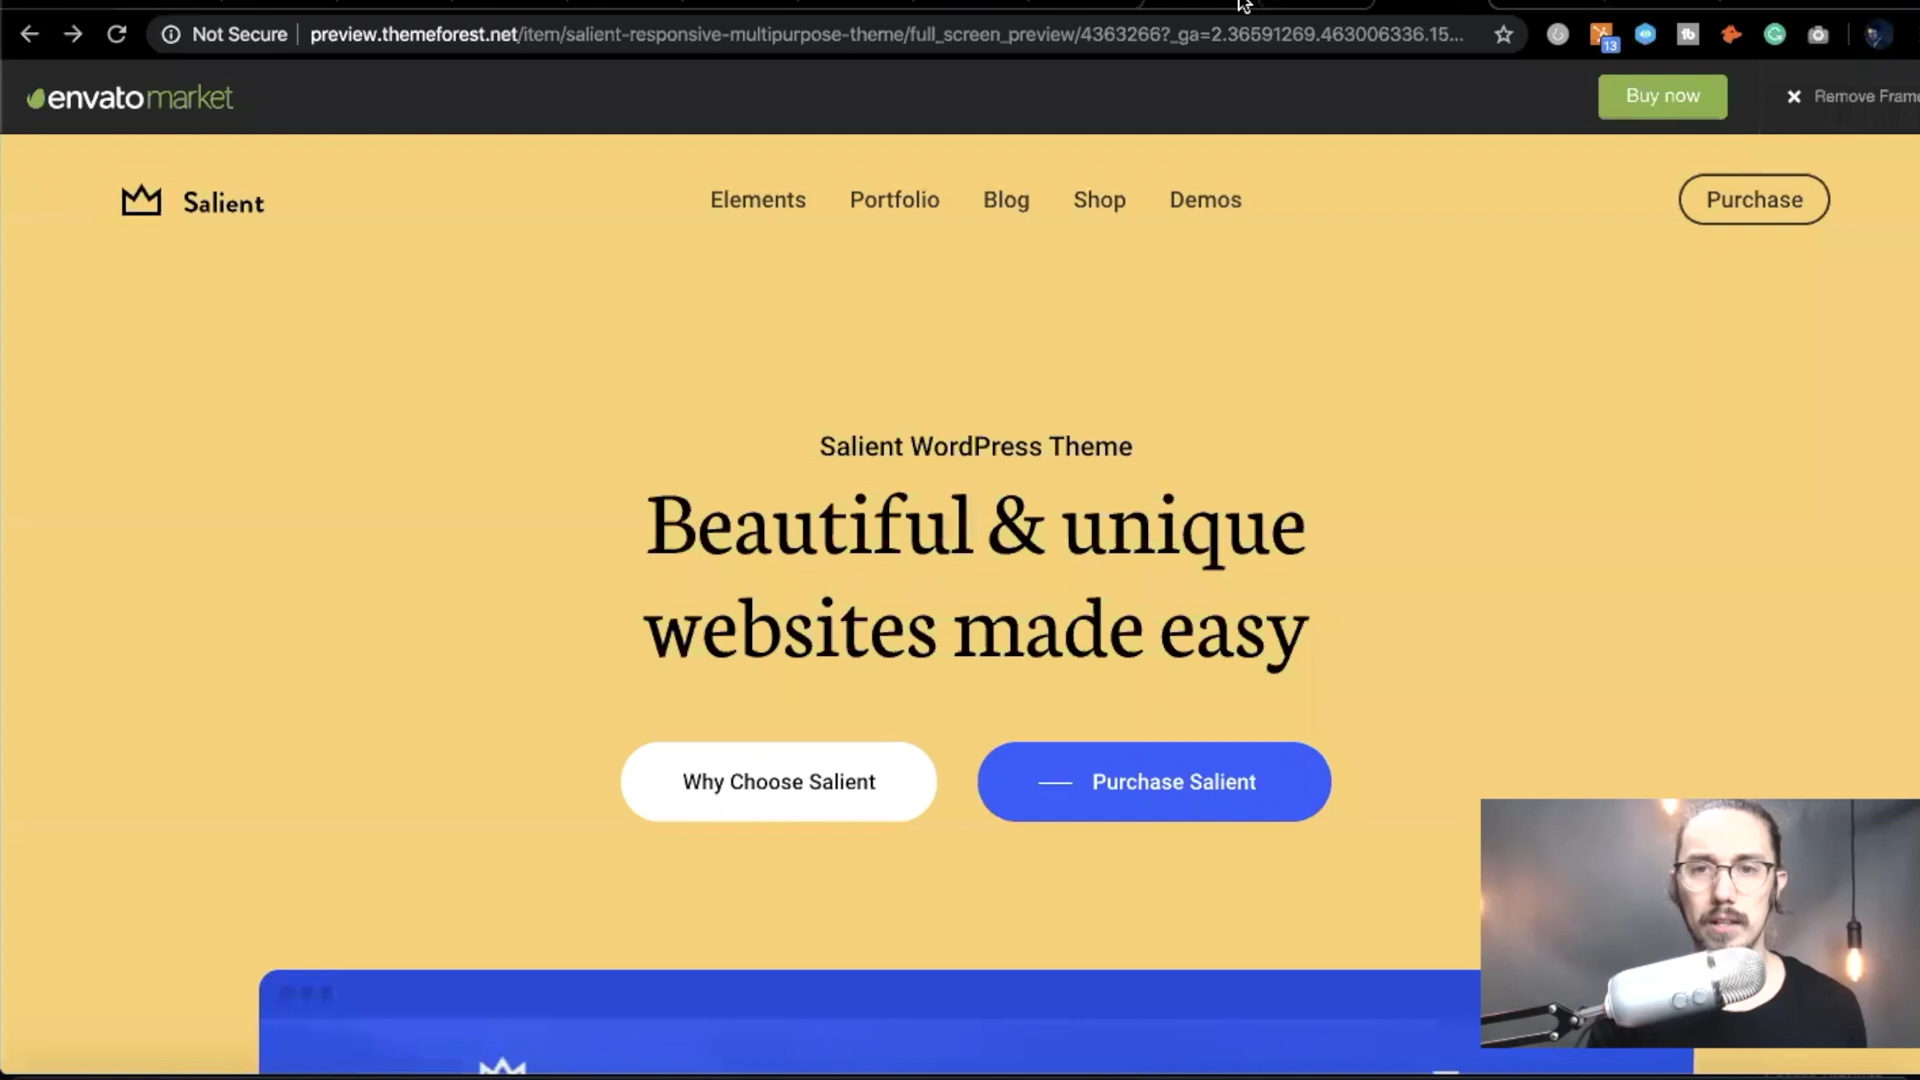 Not Secure preview.themeforest.net/item/salient-responsive-multipurpose-theme/full_screen_preview/4363266?_ga=2.36591269.463006336.15...
13
tb
envatomarket
Buy now
Remove Frame
Salient
Elements
Portfolio
Blog
Shop
Demos
Purchase
Salient WordPress Theme
Beautiful & unique
websites made easy
Why Choose Salient
Purchase Salient